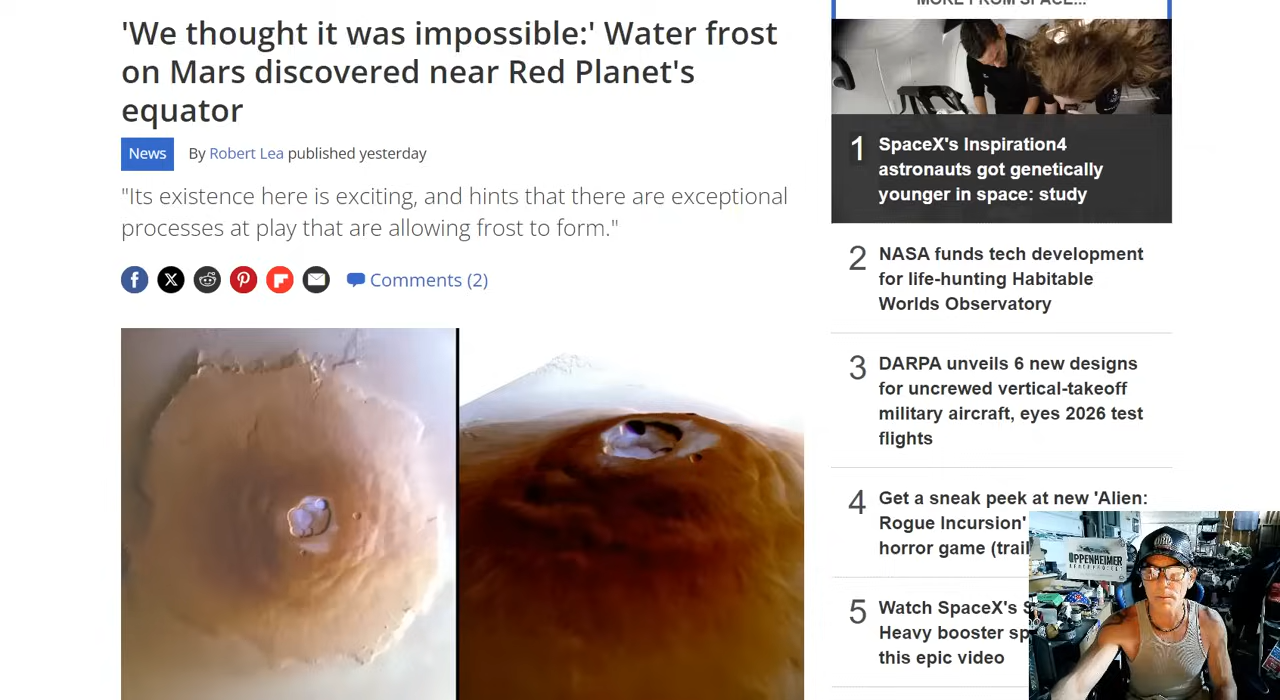 'We thought it was impossible:' Water frost
on Mars discovered near Red Planet's
equator
News By Robert Lea published yesterday
"Its existence here is exciting, and hints that there are exceptional
processes at play that are allowing frost to form."
Comments (2)
MORE FROM SPACE...
1 SpaceX's Inspiration4
astronauts got genetically
younger in space: study
2 NASA funds tech development
for life-hunting Habitable
Worlds Observatory
3 DARPA unveils 6 new designs
for uncrewed vertical-takeoff
military aircraft, eyes 2026 test
flights
4 Get a sneak peek at new 'Alien:
Rogue Incursion'
horror game
5 Watch SpaceX's
Heavy booster
this epic video
OPPENHEIMER